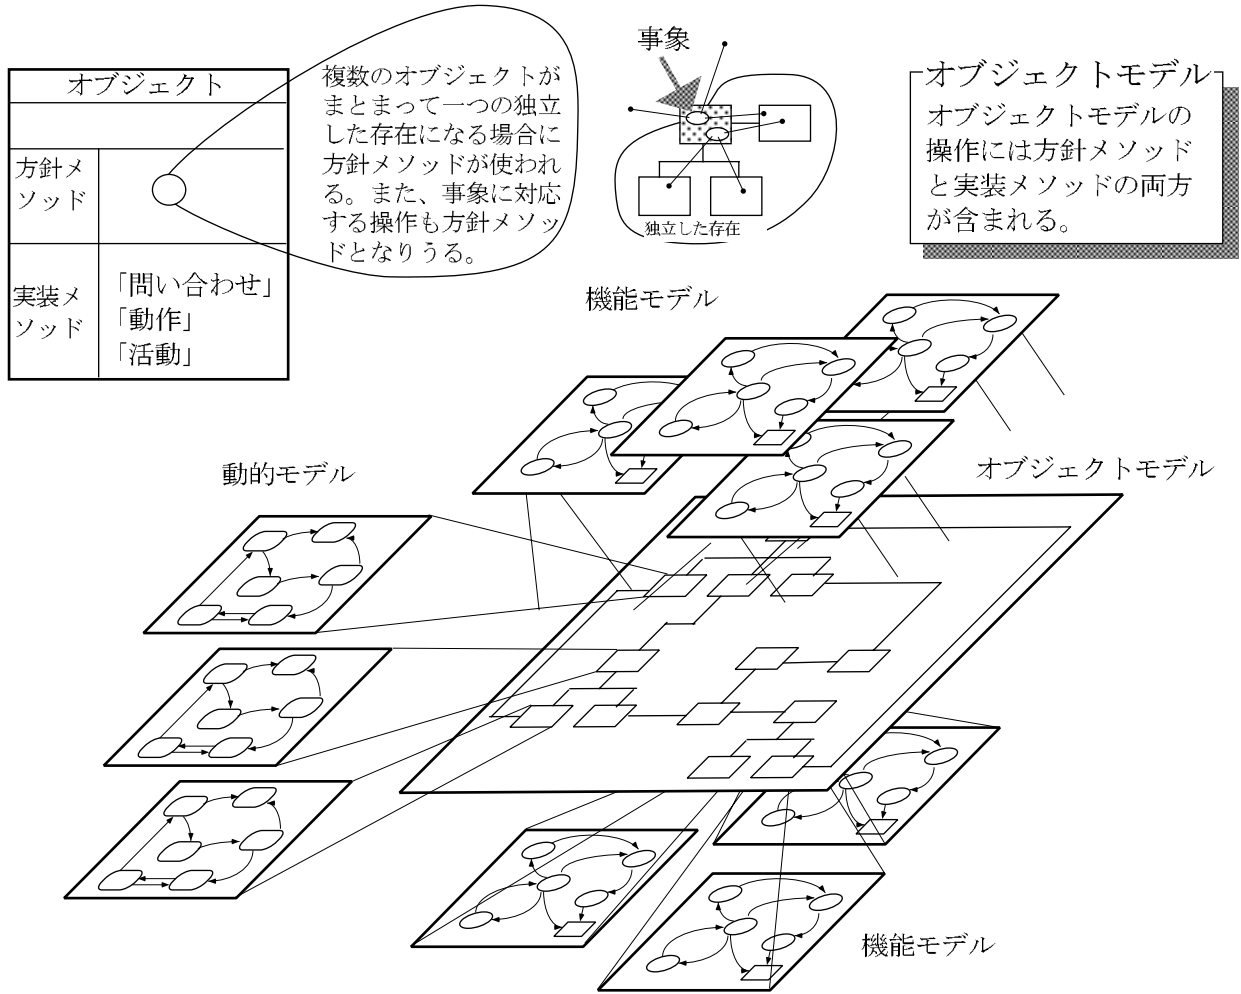 オブジェクト
方針メ
ソッド
実装メ
ソッド
「問い合わせ」
「動作」
「活動」
複数のオブジェクトが
まとまって一つの独立
した存在になる場合に
方針メソッドが使われ
る。また、事象に対応
する操作も方針メソッ
ドとなりうる。
事象
独立した存在
オブジェクトモデル
オブジェクトモデルの
操作には方針メソッド
と実装メソッドの両方
が含まれる。
機能モデル
動的モデル
オブジェクトモデル
機能モデル